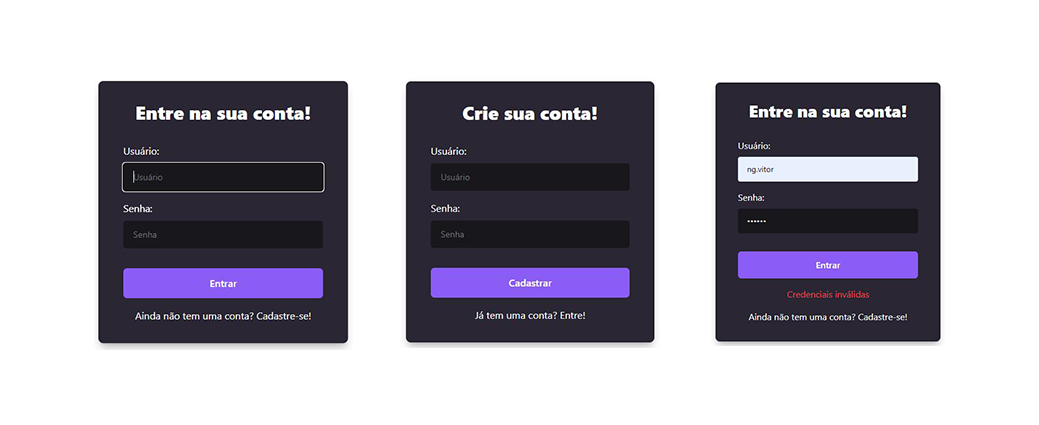 Entre na sua conta!
Usuário:
Usuário
Senha:
Senha
Entrar
Ainda não tem uma conta? Cadastre-se!
Crie sua conta!
Usuário:
Usuário
Senha:
Senha
Cadastrar
Já tem uma conta? Entre!
Entre na sua conta!
Usuário:
ng.vitor
Senha:
••••••
Entrar
Credenciais inválidas
Ainda não tem uma conta? Cadastre-se!